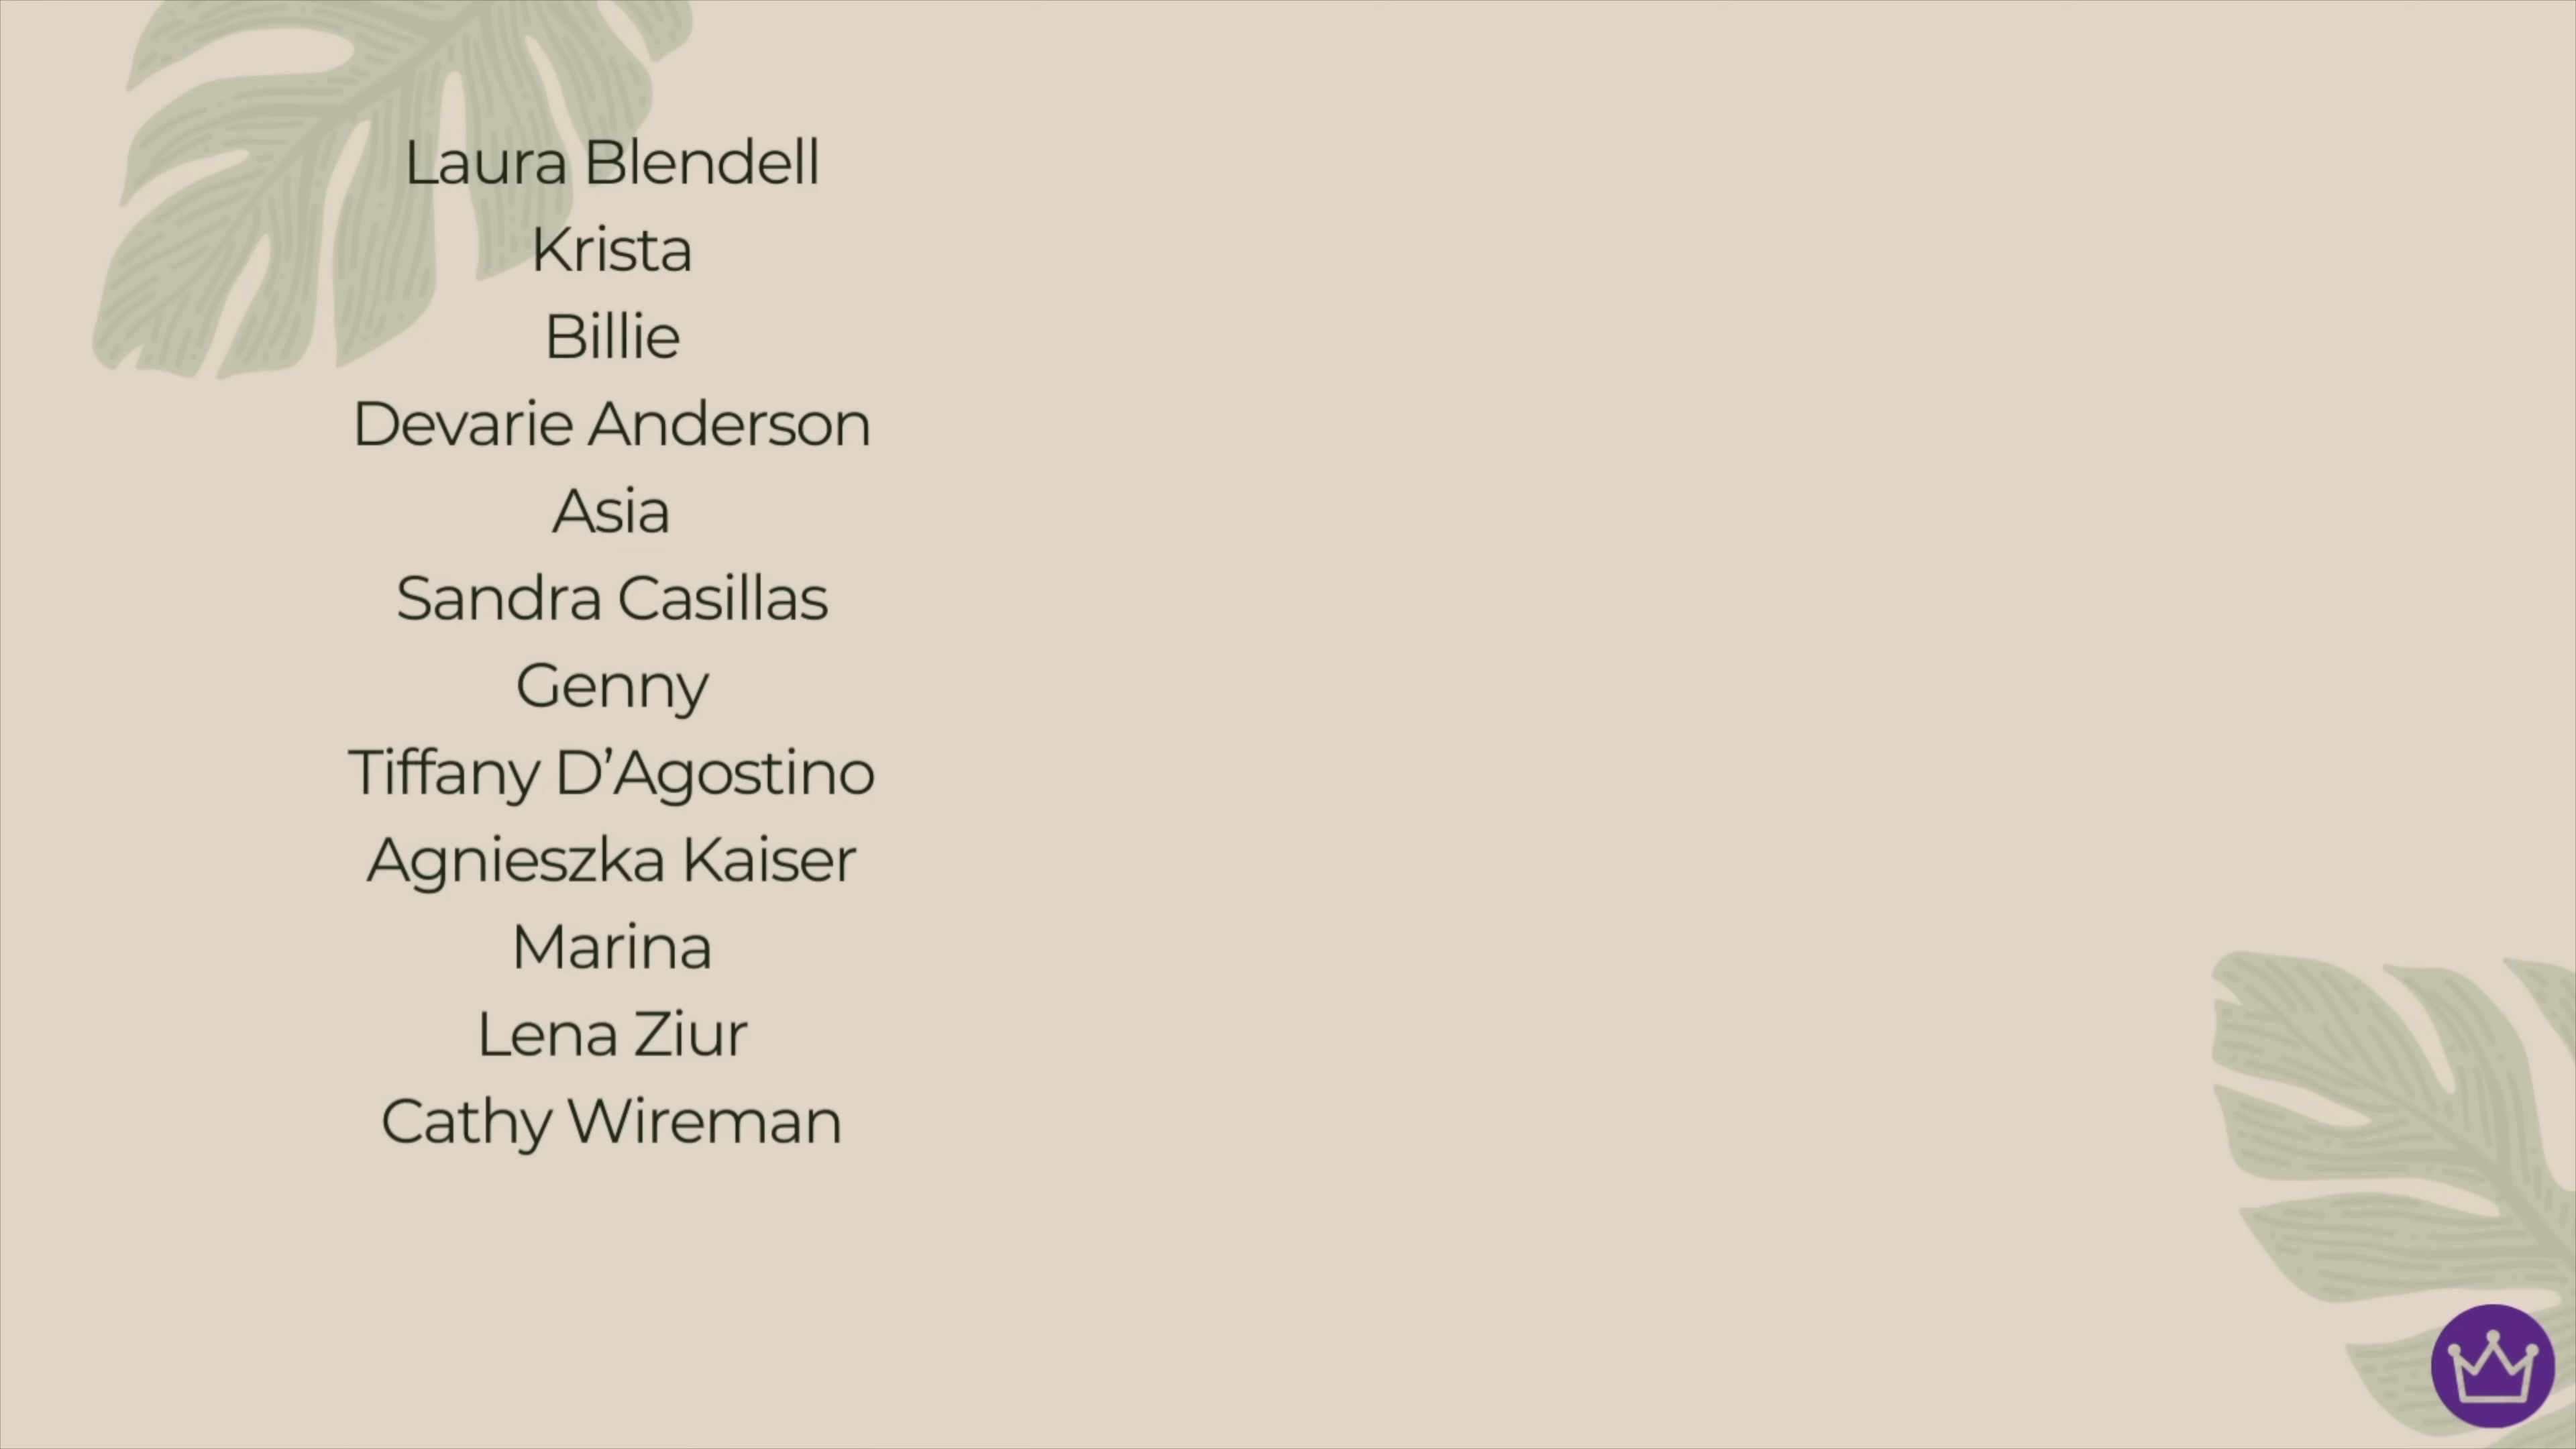 Laura Blendell
Krista
Billie
Devarie Anderson
Asia
Sandra Casillas
Genny
Tiffany D’Agostino
Agnieszka Kaiser
Marina
Lena Ziur
Cathy Wireman